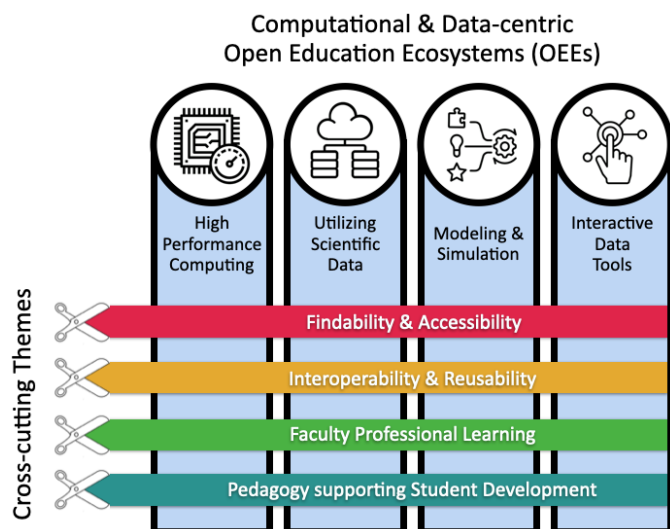 Computational & Data-centric
Open Education Ecosystems (OEEs)
High
Performance
Computing
Utilizing
Scientific
Data
Modeling &
Simulation
Interactive
Data
Tools
Cross-cutting Themes
Findability & Accessibility
Interoperability & Reusability
Faculty Professional Learning
Pedagogy supporting Student Development